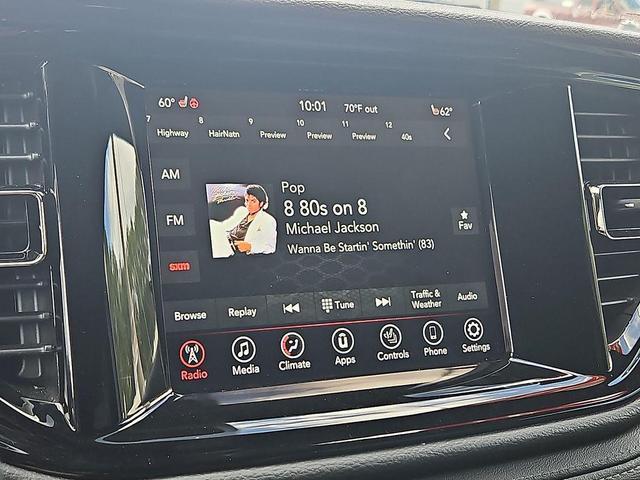 60° 10:01 70°F out 62°
7 8 9 10 11 12
Highway HairNatn Preview Preview Preview 40s
AM
FM
sxm
Pop
8 80s on 8
Michael Jackson
Wanna Be Startin' Somethin' (83)
Fav
Browse Replay Tune Traffic & Weather Audio
Radio Media Climate Apps Controls Phone Settings